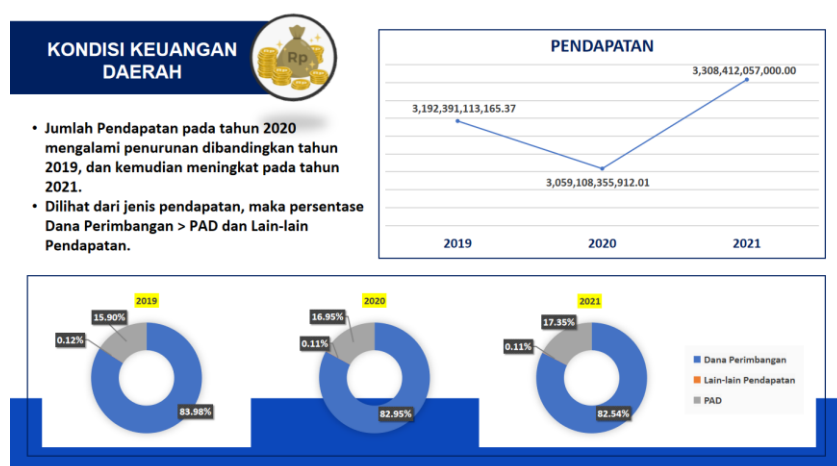 KONDISI KEUANGAN
DAERAH
Rp
• Jumlah Pendapatan pada tahun 2020
mengalami penurunan dibandingkan tahun
2019, dan kemudian meningkat pada tahun
2021.
• Dilihat dari jenis pendapatan, maka persentase
Dana Perimbangan > PAD dan Lain-lain
Pendapatan.
PENDAPATAN
3,308,412,057,000.00
3,192,391,113,165.37
3,059,108,355,912.01
2019
2020
2021
2019
15.90%
0.12%
83.98%
2020
16.95%
0.11%
82.95%
2021
17.35%
0.11%
82.54%
Dana Perimbangan
Lain-lain Pendapatan
PAD